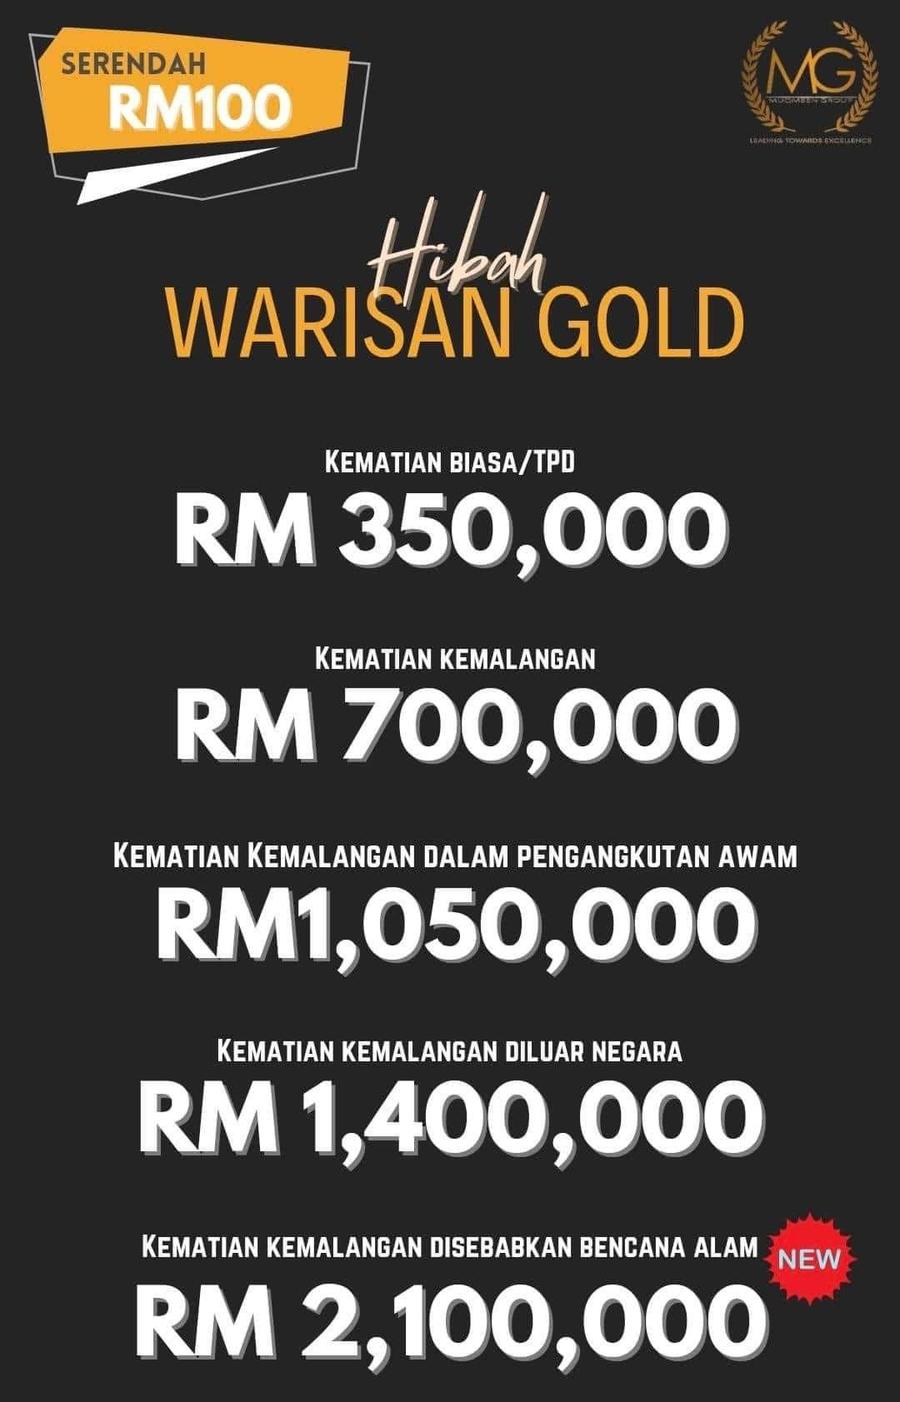 SERENDAH
RM100
MG
LEADING TOWARDS EXCELLENCE
Hibah
WARISAN GOLD
KEMATIAN BIASA/TPD
RM 350,000
KEMATIAN KEMALANGAN
RM 700,000
KEMATIAN KEMALANGAN DALAM PENGANGKUTAN AWAM
RM1,050,000
KEMATIAN KEMALANGAN DILUAR NEGARA
RM 1,400,000
KEMATIAN KEMALANGAN DISEBABKAN BENCANA ALAM
NEW
RM 2,100,000